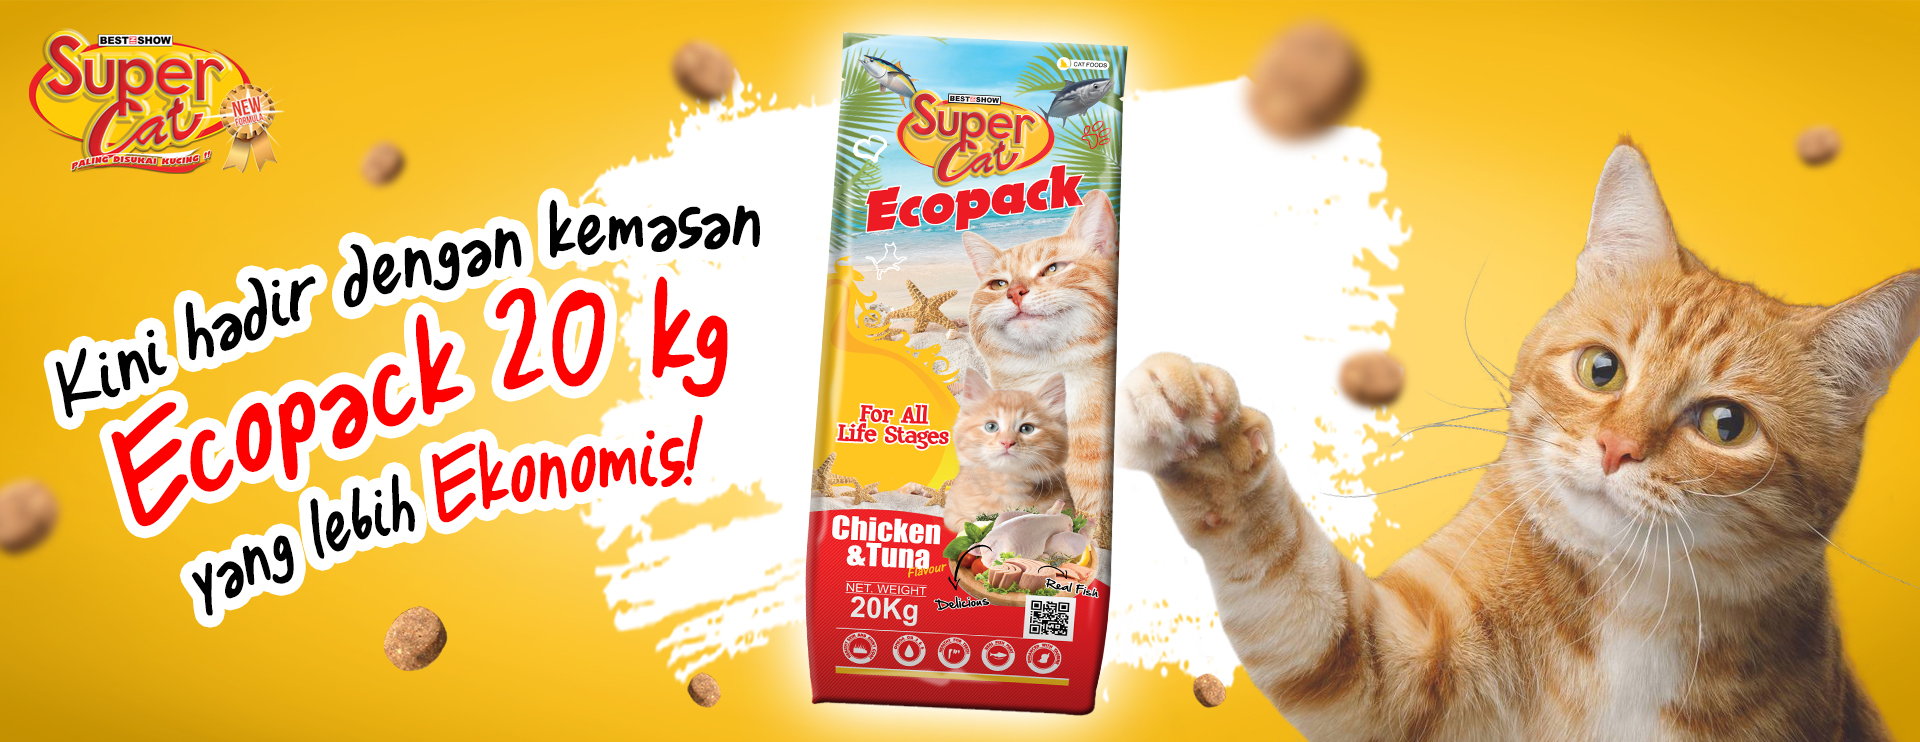 BEST IN SHOW
Super
Cat
NEW
FORMULA
PALING DISUKAI KUCING !!
Kini hadir dengan kemasan
Ecopack 20 kg
yang lebih Ekonomis!
CAT FOODS
BEST IN SHOW
Super
Cat
Ecopack
For All
Life Stages
Chicken
&Tuna
Flavour
NET. WEIGHT
20Kg
Delicious
Real Fish